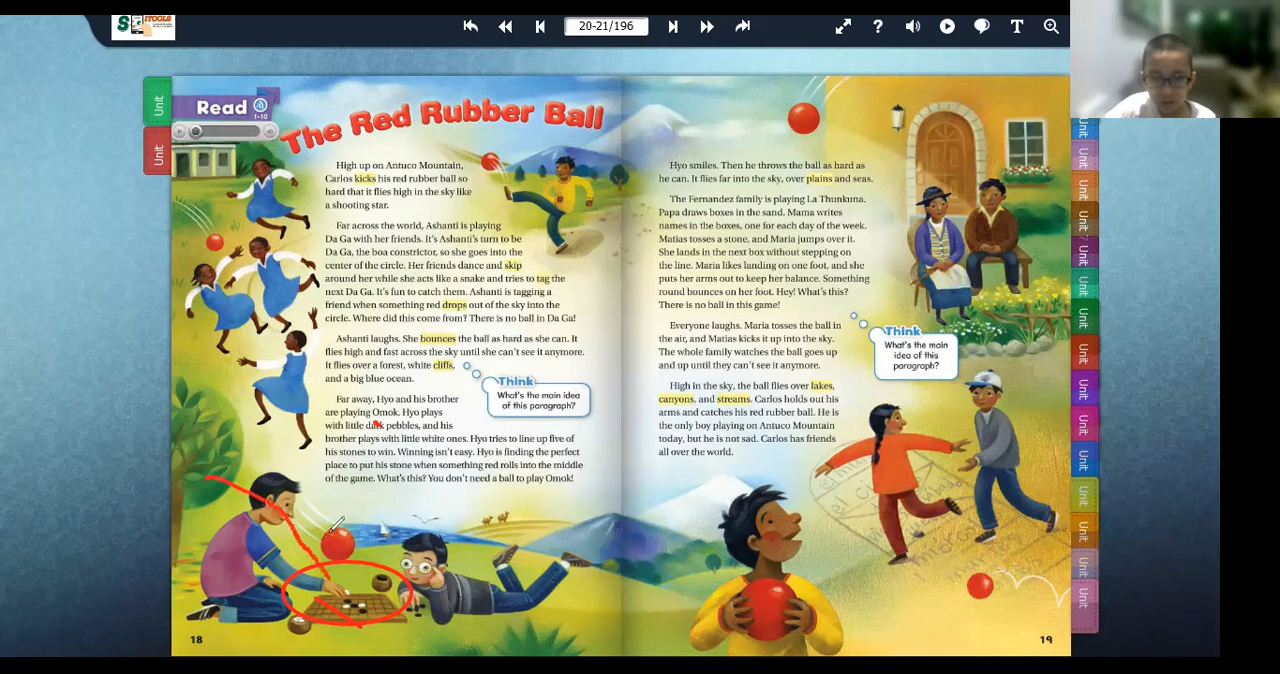 S iTOOLS
20-21/196
? T
Unit
Unit
Read
1-10
The Red Rubber Ball
High up on Antuco Mountain,
Carlos kicks his red rubber ball so
hard that it flies high in the sky like
a shooting star.
Far across the world, Ashanti is playing
Da Ga with her friends. It's Ashanti's turn to be
Da Ga, the boa constrictor, so she goes into the
center of the circle. Her friends dance and skip
around her while she acts like a snake and tries to tag the
next Da Ga. It's fun to catch them. Ashanti is tagging a
friend when something red drops out of the sky into the
circle. Where did this come from? There is no ball in Da Ga!
Ashanti laughs. She bounces the ball as hard as she can. It
flies high and fast across the sky until she can't see it anymore.
It flies over a forest, white cliffs,
and a big blue ocean.
Think
What's the main
idea of this paragraph?
Far away, Hyo and his brother
are playing Omok. Hyo plays
with little dark pebbles, and his
brother plays with little white ones. Hyo tries to line up five of
his stones to win. Winning isn't easy. Hyo is finding the perfect
place to put his stone when something red rolls into the middle
of the game. What's this? You don't need a ball to play Omok!
18
Hyo smiles. Then he throws the ball as hard as
he can. It flies far into the sky, over plains and seas.
The Fernandez family is playing La Thunkuna.
Papa draws boxes in the sand. Mama writes
names in the boxes, one for each day of the week.
Matias tosses a stone, and Maria jumps over it.
She lands in the next box without stepping on
the line. Maria likes landing on one foot, and she
puts her arms out to keep her balance. Something
round bounces on her foot. Hey! What's this?
There is no ball in this game!
Everyone laughs. Maria tosses the ball in
the air, and Matias kicks it up into the sky.
The whole family watches the ball goes up
and up until they can't see it anymore.
Think
What's the main
idea of this
paragraph?
High in the sky, the ball flies over lakes,
canyons, and streams. Carlos holds out his
arms and catches his red rubber ball. He is
the only boy playing on Antuco Mountain
today, but he is not sad. Carlos has friends
all over the world.
19
Unit
Unit
Unit
Unit
Unit
Unit
Unit
Unit
Unit
Unit
Unit
Unit
Unit